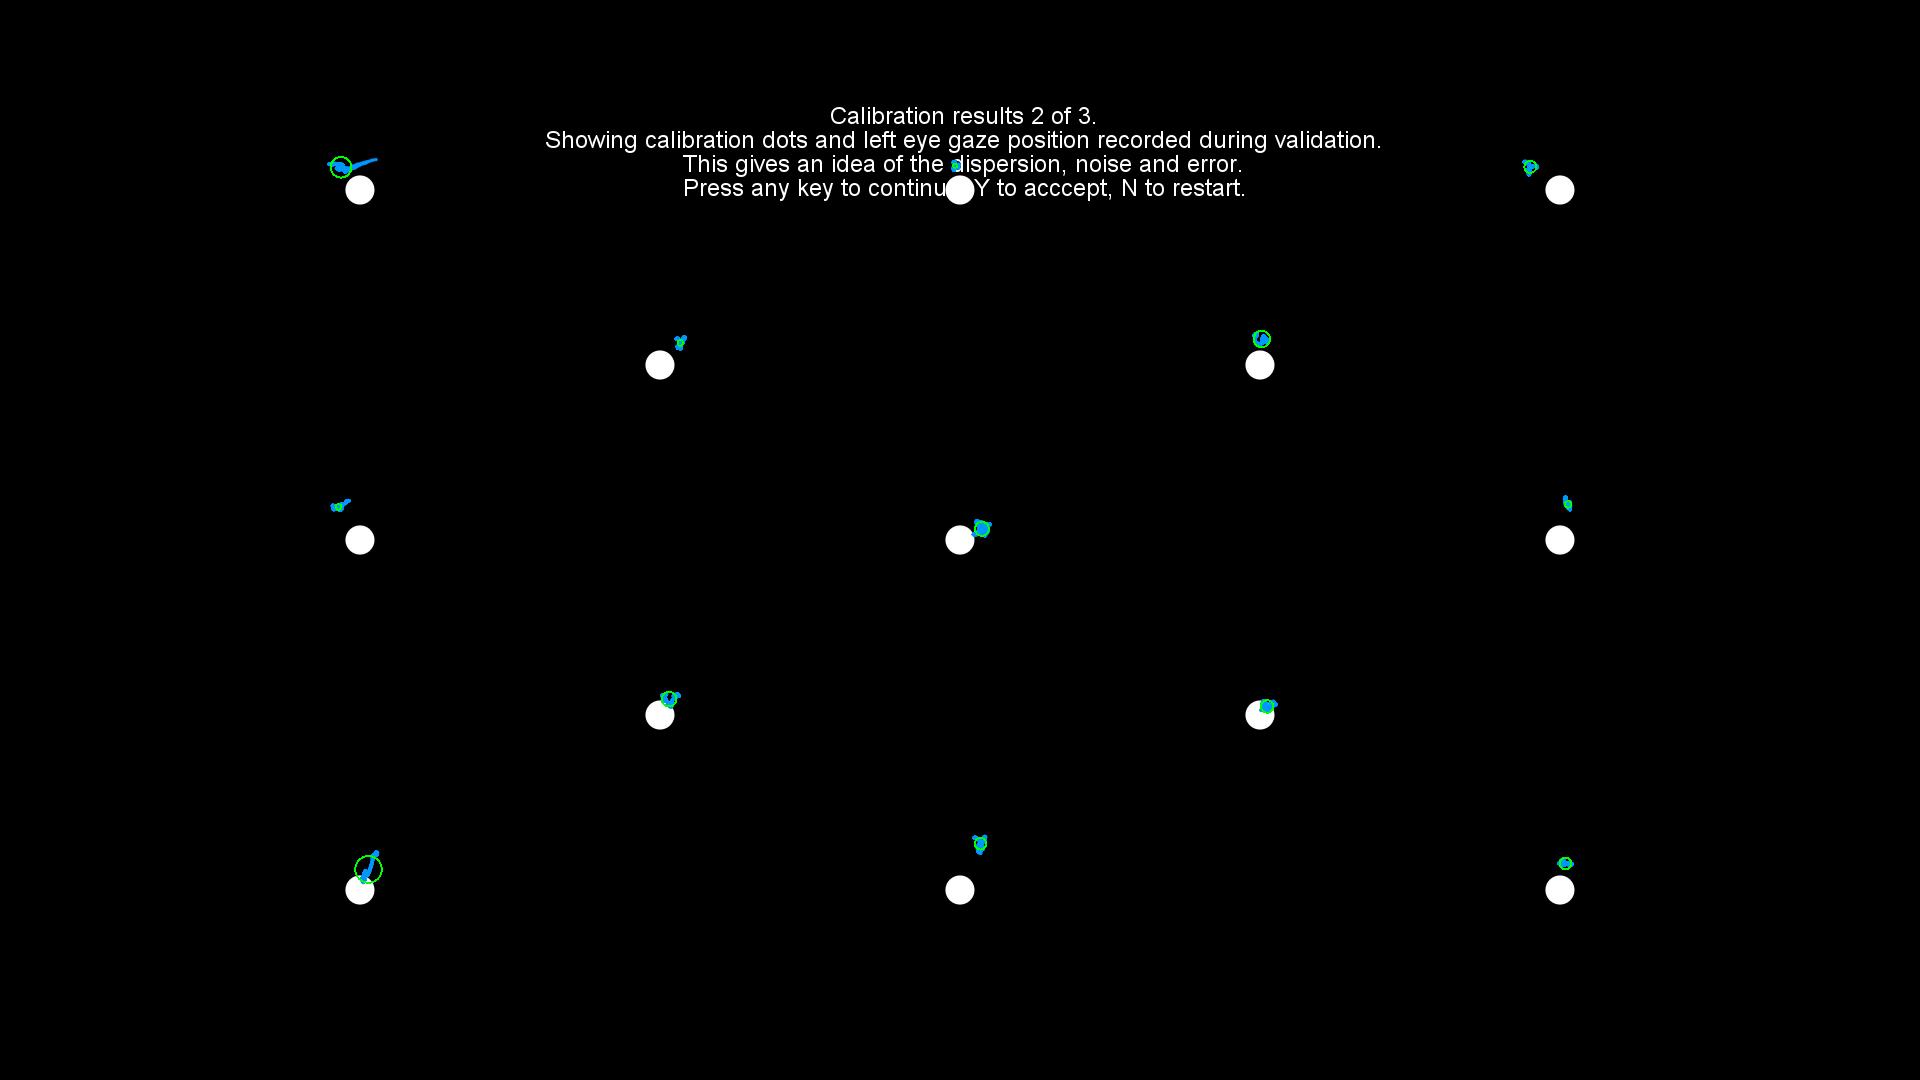 Calibration results 2 of 3.
Showing calibration dots and left eye gaze position recorded during validation.
This gives an idea of the dispersion, noise and error.
Press any key to continu Y to acccept, N to restart.